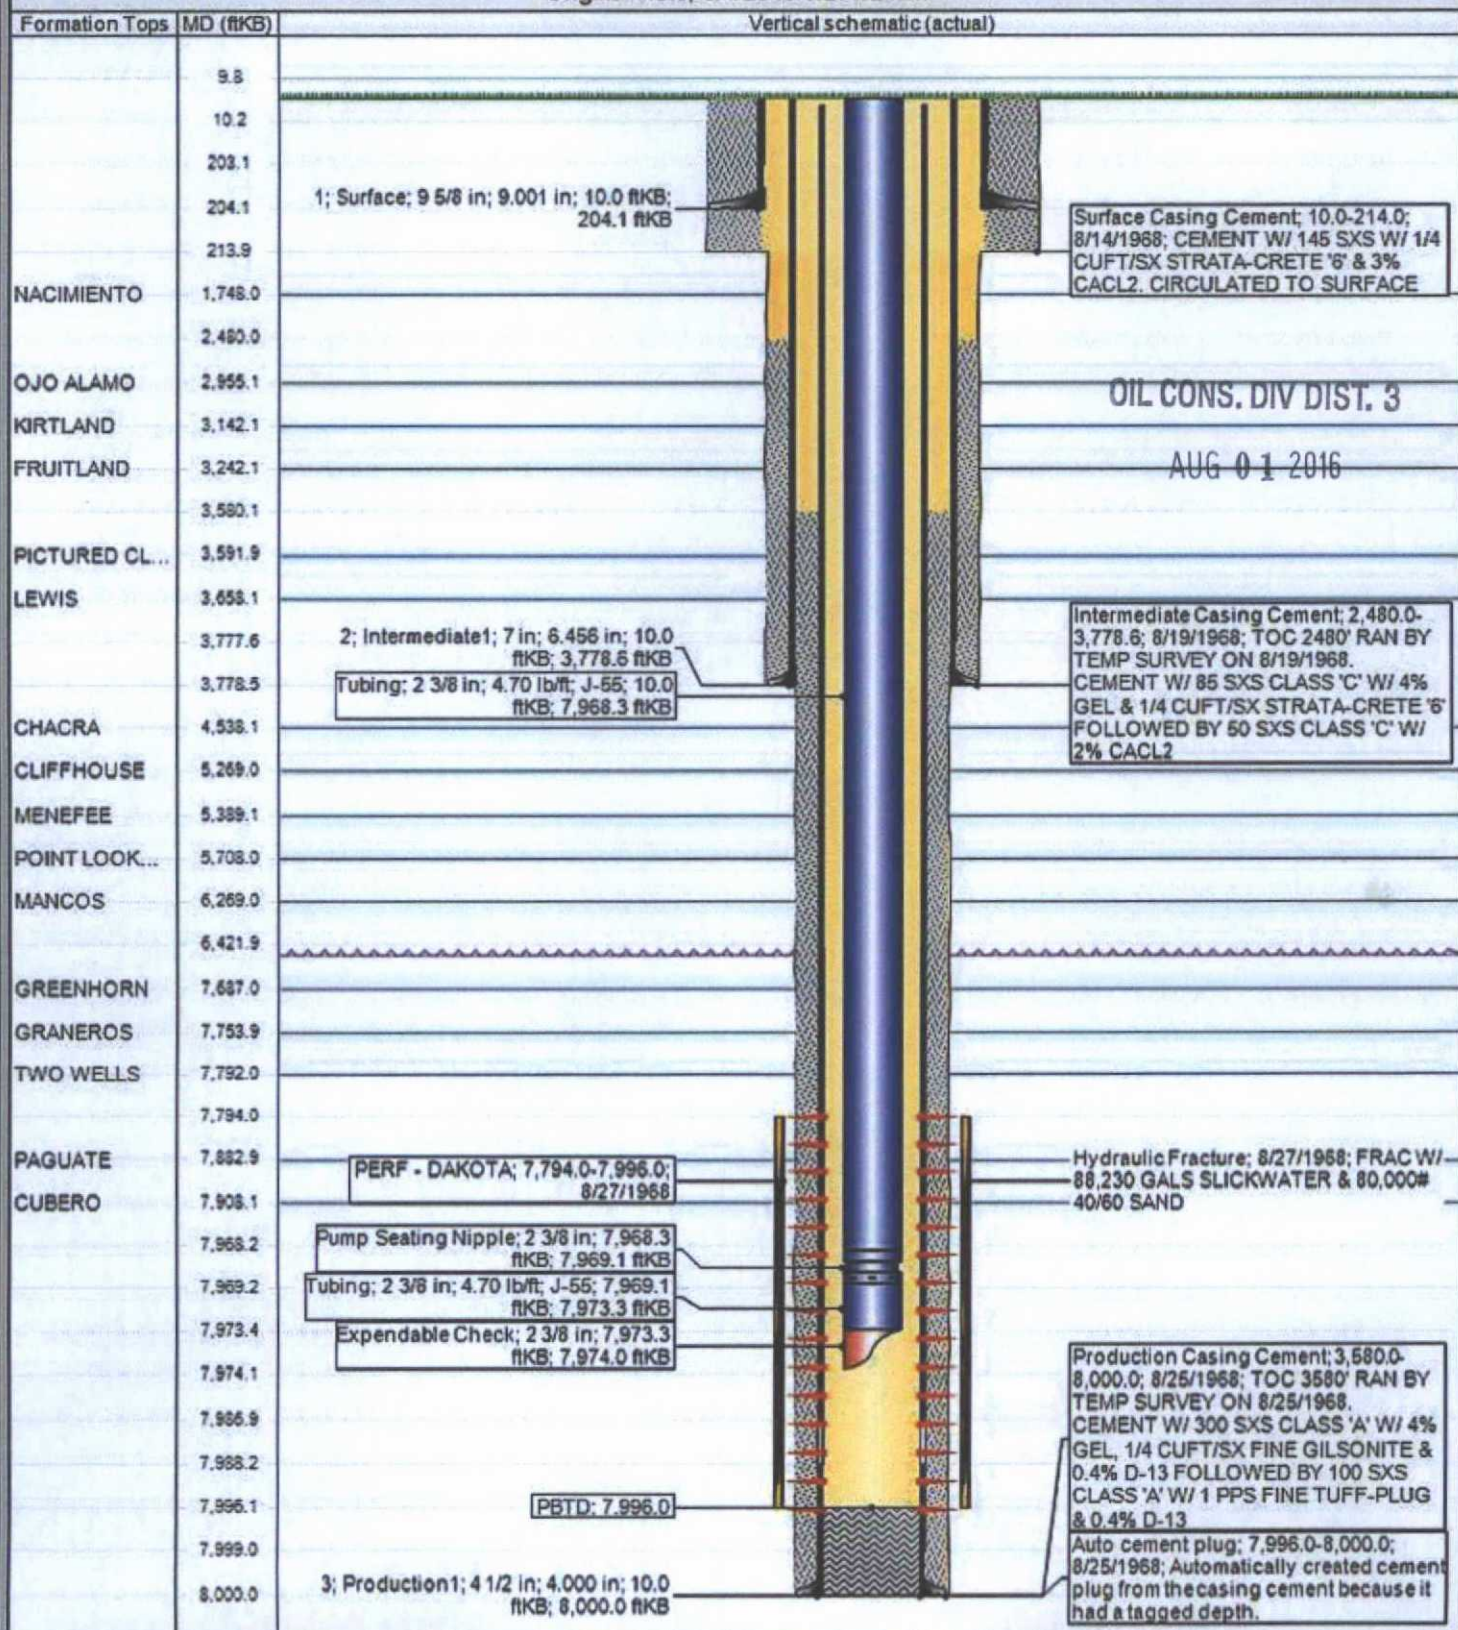 Formation Tops MD (ftKB) Vertical schematic (actual)
9.8
10.2
203.1
1; Surface; 9 5/8 in; 9.001 in; 10.0 ftKB;
204.1 ftKB
204.1
Surface Casing Cement; 10.0-214.0;
8/14/1968; CEMENT W/ 145 SXS W/ 1/4
CUFT/SX STRATA-CRETE '6' & 3%
CACL2. CIRCULATED TO SURFACE
213.9
NACIMIENTO 1,748.0
2,480.0
OJO ALAMO 2,955.1
OIL CONS. DIV DIST. 3
KIRTLAND 3,142.1
FRUITLAND 3,242.1
AUG 01 2016
3,580.1
PICTURED CL... 3,591.9
LEWIS 3,658.1
3,777.6
2; Intermediate1; 7 in; 6.456 in; 10.0
ftKB; 3,778.6 ftKB
Intermediate Casing Cement; 2,480.0-
3,778.6; 8/19/1968; TOC 2480' RAN BY
TEMP SURVEY ON 8/19/1968.
CEMENT W/ 85 SXS CLASS 'C' W/ 4%
GEL & 1/4 CUFT/SX STRATA-CRETE '6'
FOLLOWED BY 50 SXS CLASS 'C' W/
2% CACL2
3,778.5
Tubing; 2 3/8 in; 4.70 lb/ft; J-55; 10.0
ftKB; 7,968.3 ftKB
CHACRA 4,538.1
CLIFFHOUSE 5,269.0
MENEFEE 5,389.1
POINT LOOK... 5,708.0
MANCOS 6,269.0
6,421.9
GREENHORN 7,687.0
GRANEROS 7,753.9
TWO WELLS 7,792.0
7,794.0
PAGUATE 7,882.9
PERF - DAKOTA; 7,794.0-7,996.0;
8/27/1968
Hydraulic Fracture; 8/27/1968; FRAC W/
88,230 GALS SLICKWATER & 80,000#
40/60 SAND
CUBERO 7,908.1
7,968.2
Pump Seating Nipple; 2 3/8 in; 7,968.3
ftKB; 7,969.1 ftKB
7,969.2
Tubing; 2 3/8 in; 4.70 lb/ft; J-55; 7,969.1
ftKB; 7,973.3 ftKB
7,973.4
Expendable Check; 2 3/8 in; 7,973.3
ftKB; 7,974.0 ftKB
7,974.1
Production Casing Cement; 3,580.0-
8,000.0; 8/25/1968; TOC 3580' RAN BY
TEMP SURVEY ON 8/25/1968.
CEMENT W/ 300 SXS CLASS 'A' W/ 4%
GEL, 1/4 CUFT/SX FINE GILSONITE &
0.4% D-13 FOLLOWED BY 100 SXS
CLASS 'A' W/ 1 PPS FINE TUFF-PLUG
& 0.4% D-13
7,986.9
7,988.2
7,996.1
PBTD; 7,996.0
7,999.0
Auto cement plug; 7,996.0-8,000.0;
8/25/1968; Automatically created cement
plug from the casing cement because it
had a tagged depth.
8,000.0
3; Production1; 4 1/2 in; 4.000 in; 10.0
ftKB; 8,000.0 ftKB